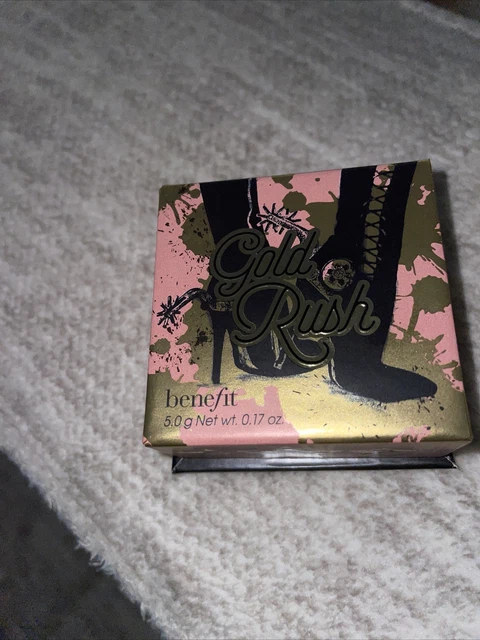 Gold
Rush
benefit
5.0 g Net wt. 0.17 oz.